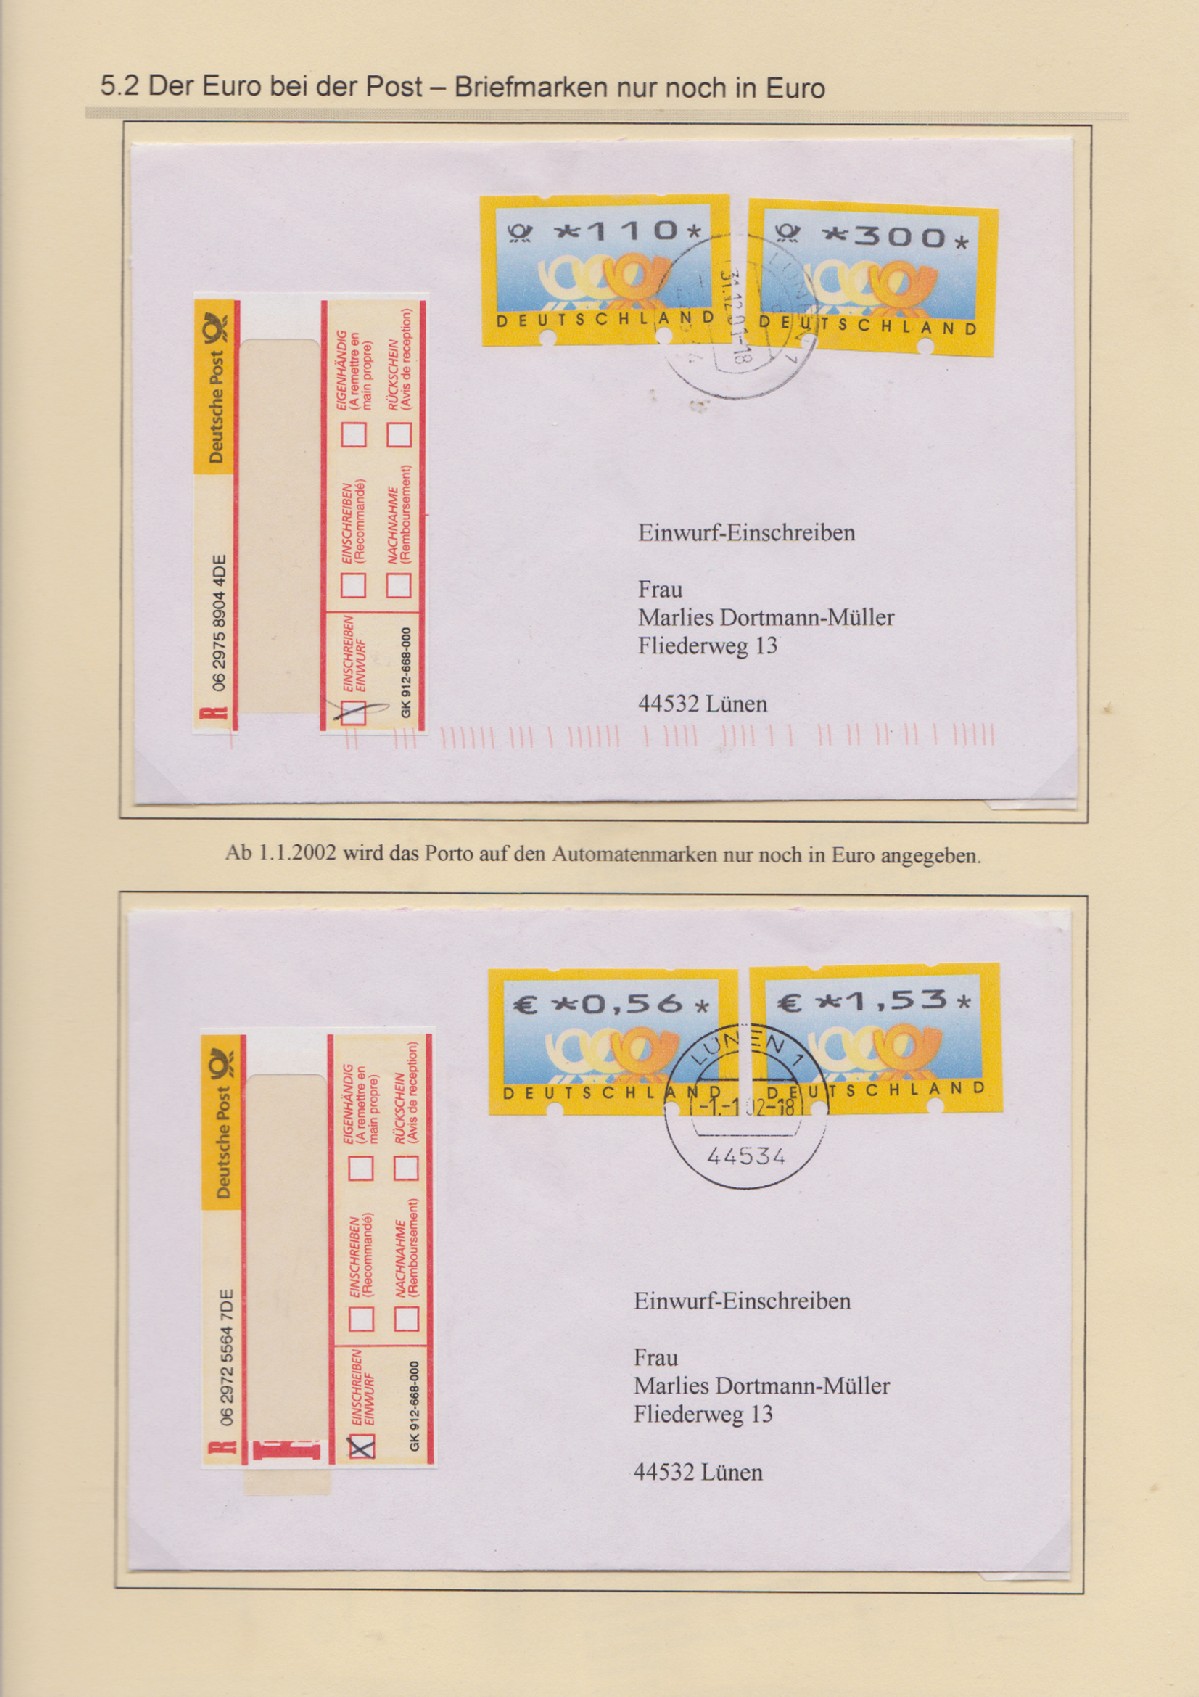 5.2 Der Euro bei der Post – Briefmarken nur noch in Euro
*110*
DEUTSCHLAND
*300*
DEUTSCHLAND
LÜNEN 1
31.12.01-18
Deutsche Post
R 06 2975 8904 4DE
EIGENHÄNDIG
(A remettre en
main propre)
RÜCKSCHEIN
(Avis de reception)
EINSCHREIBEN
(Recommandé)
NACHNAHME
(Remboursement)
EINSCHREIBEN
EINWURF
GK 912-668-000
Einwurf-Einschreiben
Frau
Marlies Dortmann-Müller
Fliederweg 13
44532 Lünen
Ab 1.1.2002 wird das Porto auf den Automatenmarken nur noch in Euro angegeben.
€ *0,56*
DEUTSCHLAND
€ *1,53*
DEUTSCHLAND
LÜNEN 1
-1.-1.02-18
44534
Deutsche Post
R 06 2972 5564 7DE
EIGENHÄNDIG
(A remettre en
main propre)
RÜCKSCHEIN
(Avis de reception)
EINSCHREIBEN
(Recommandé)
NACHNAHME
(Remboursement)
EINSCHREIBEN
EINWURF
GK 912-668-000
Einwurf-Einschreiben
Frau
Marlies Dortmann-Müller
Fliederweg 13
44532 Lünen